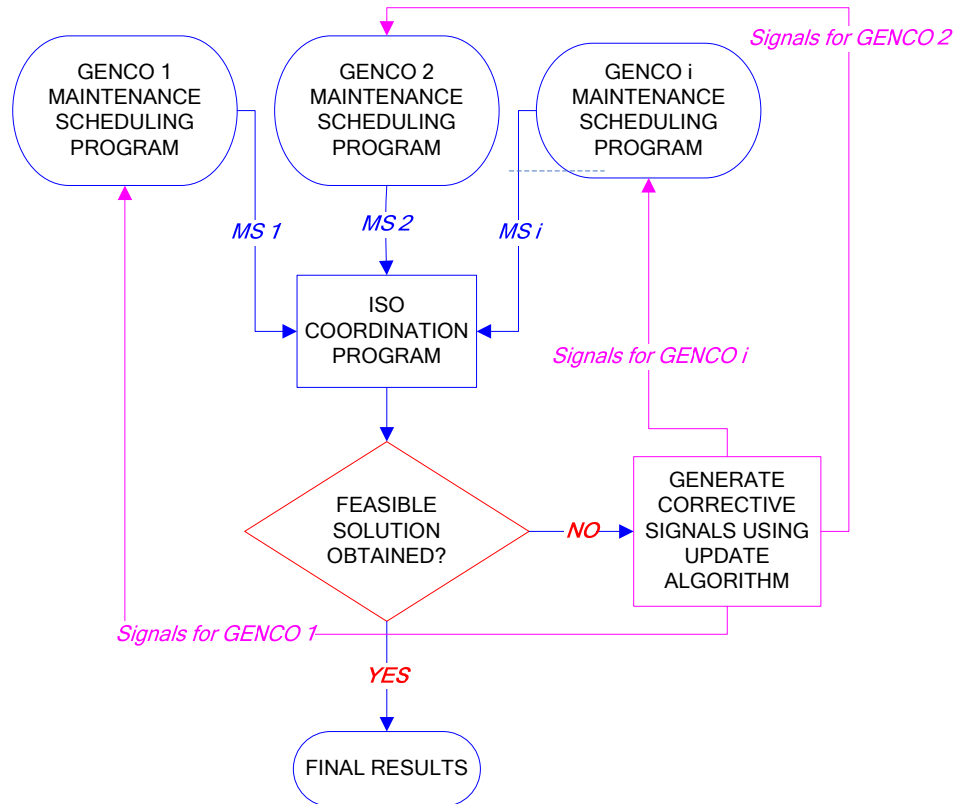 Signals for GENCO 2
GENCO 1
MAINTENANCE
SCHEDULING
PROGRAM
GENCO 2
MAINTENANCE
SCHEDULING
PROGRAM
GENCO i
MAINTENANCE
SCHEDULING
PROGRAM
MS 1
MS 2
MS i
ISO
COORDINATION
PROGRAM
Signals for GENCO i
FEASIBLE
SOLUTION
OBTAINED?
NO
GENERATE
CORRECTIVE
SIGNALS USING
UPDATE
ALGORITHM
Signals for GENCO 1
YES
FINAL RESULTS